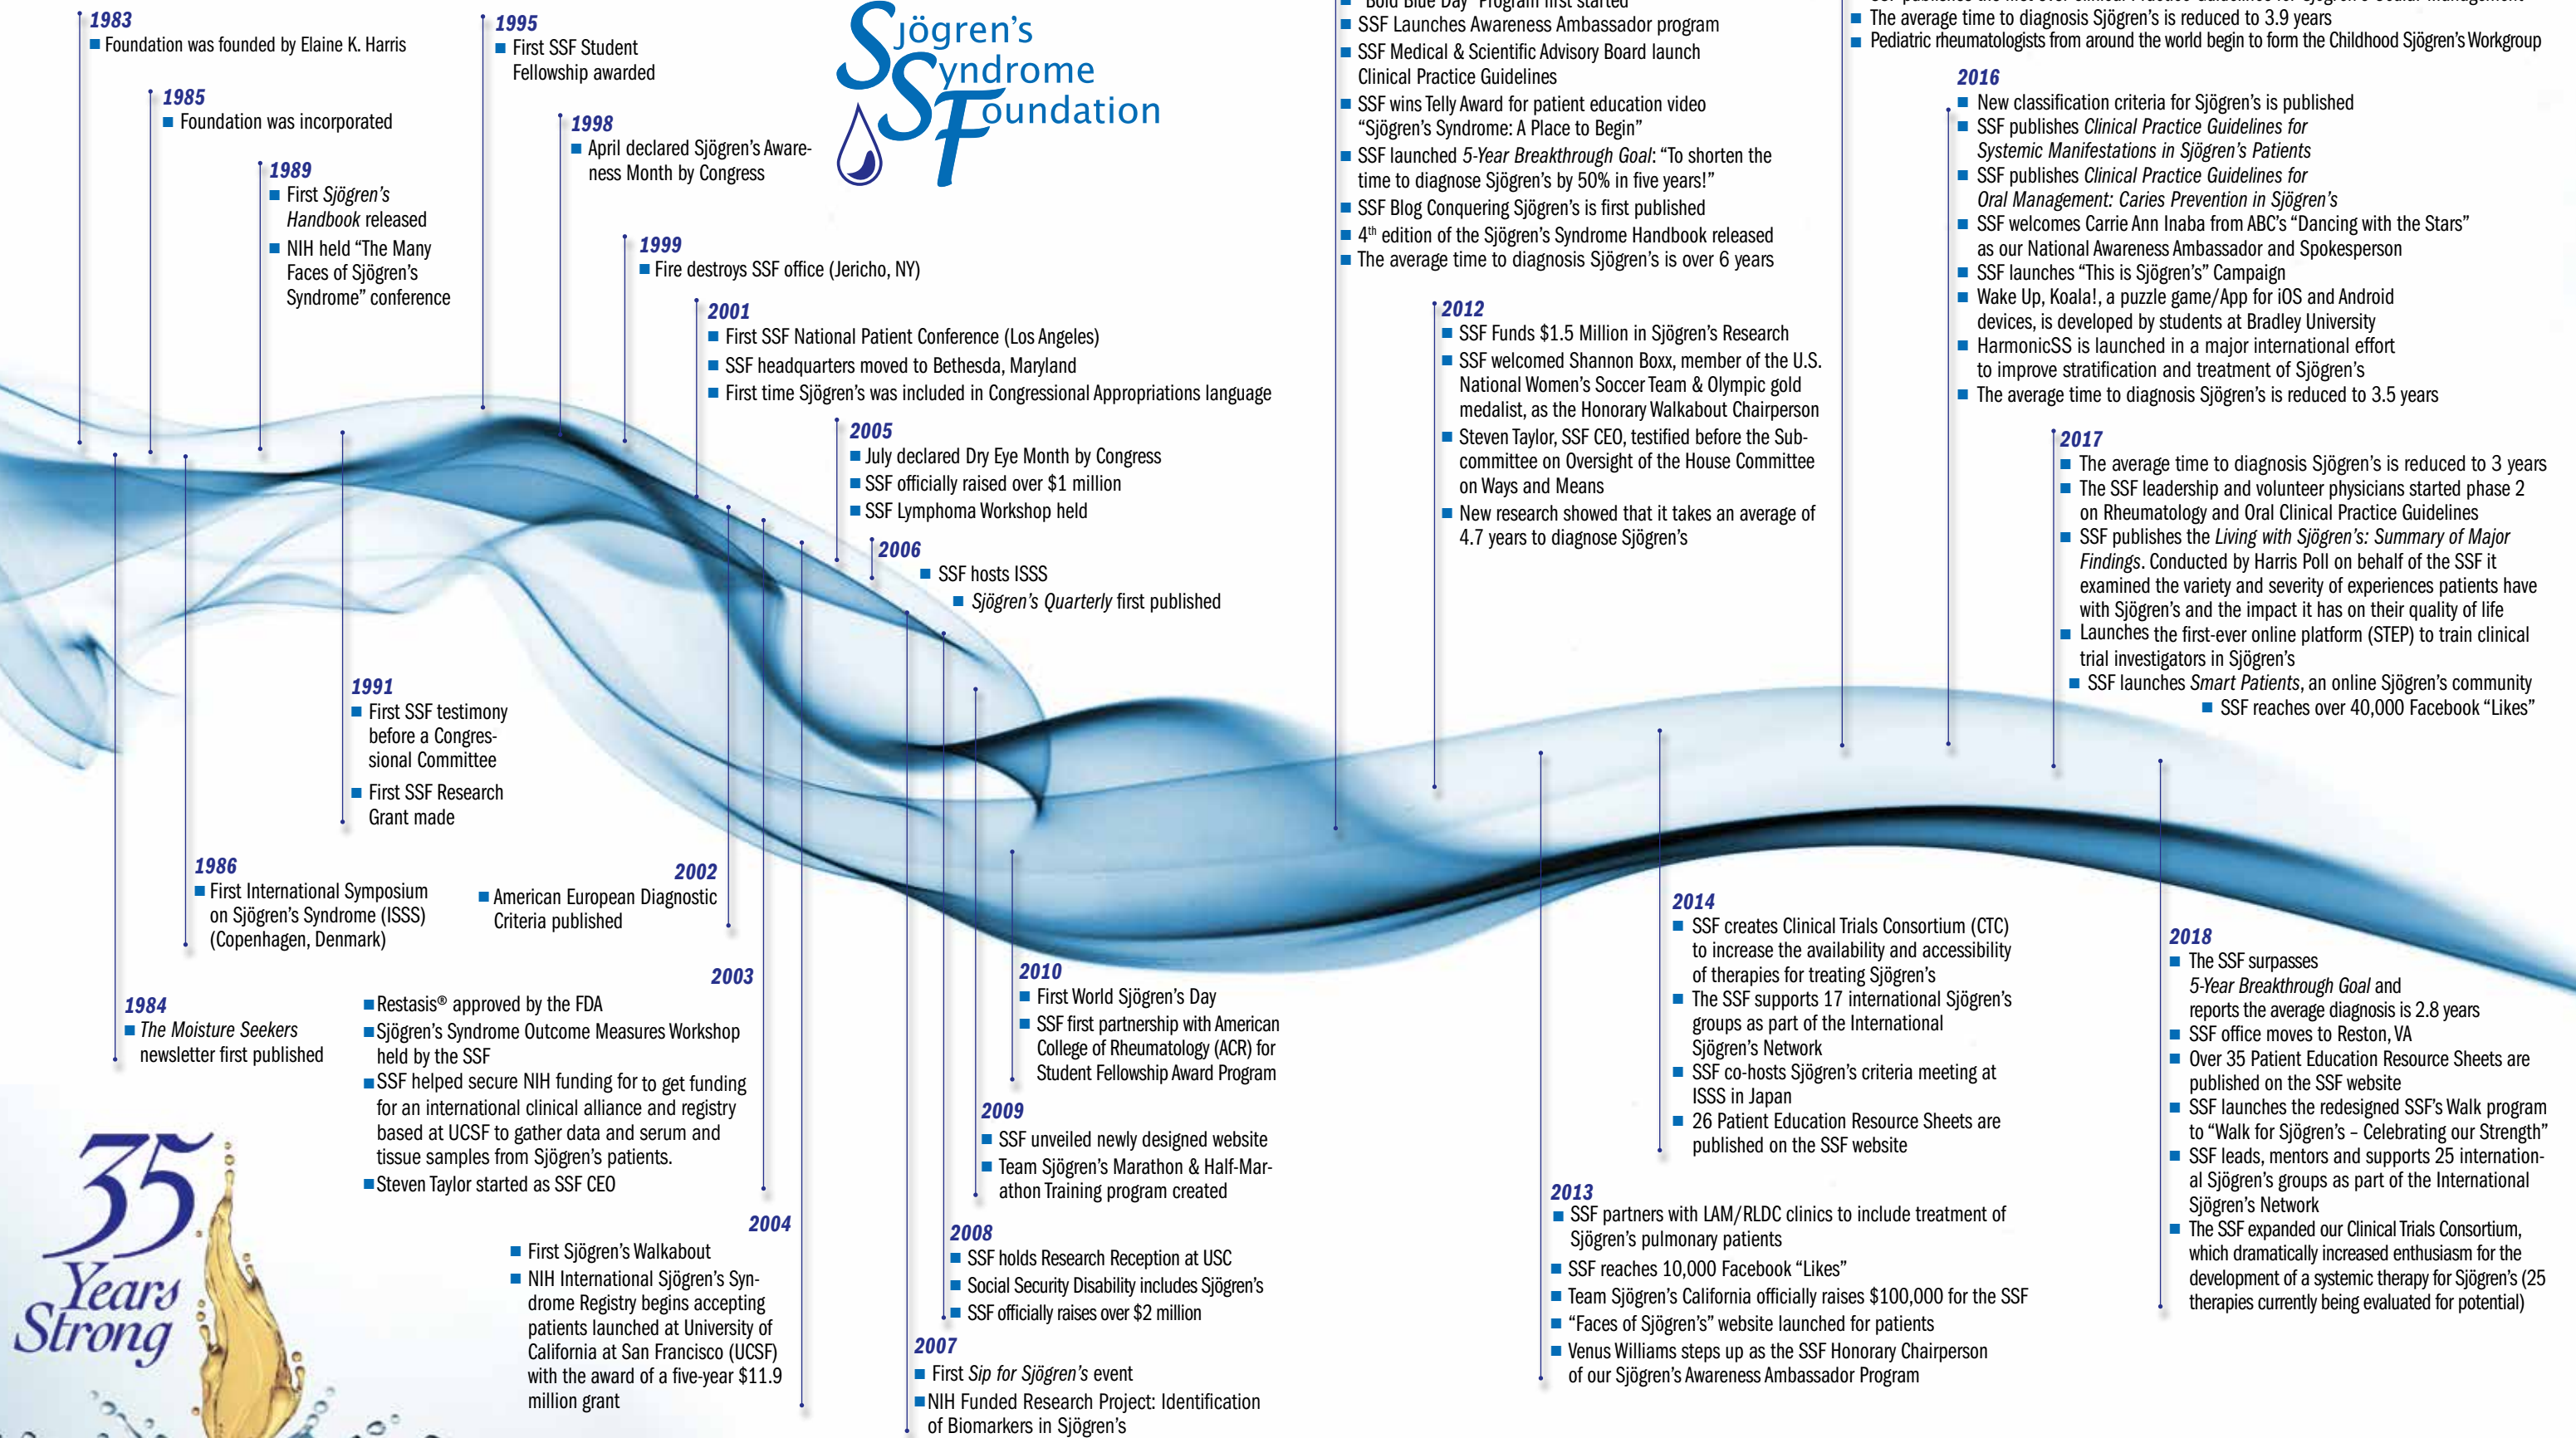 1983
■ Foundation was founded by Elaine K. Harris
1985
■ Foundation was incorporated
1989
■ First Sjögren's
Handbook released
■ NIH held “The Many
Faces of Sjögren's
Syndrome” conference
1995
■ First SSF Student
Fellowship awarded
1998
■ April declared Sjögren's Aware-
ness Month by Congress
1999
■ Fire destroys SSF office (Jericho, NY)
2001
■ First SSF National Patient Conference (Los Angeles)
■ SSF headquarters moved to Bethesda, Maryland
■ First time Sjögren's was included in Congressional Appropriations language
2005
■ July declared Dry Eye Month by Congress
■ SSF officially raised over $1 million
■ SSF Lymphoma Workshop held
2006
■ SSF hosts ISSS
■ Sjögren's Quarterly first published
Sjögren's
Syndrome
Foundation
■ “Bold Blue Day” Program first started
■ SSF Launches Awareness Ambassador program
■ SSF Medical & Scientific Advisory Board launch
Clinical Practice Guidelines
■ SSF wins Telly Award for patient education video
“Sjögren's Syndrome: A Place to Begin”
■ SSF launched 5-Year Breakthrough Goal: “To shorten the
time to diagnose Sjögren's by 50% in five years!”
■ SSF Blog Conquering Sjögren's is first published
■ 4th edition of the Sjögren's Syndrome Handbook released
■ The average time to diagnosis Sjögren's is over 6 years
2012
■ SSF Funds $1.5 Million in Sjögren's Research
■ SSF welcomed Shannon Boxx, member of the U.S.
National Women's Soccer Team & Olympic gold
medalist, as the Honorary Walkabout Chairperson
■ Steven Taylor, SSF CEO, testified before the Sub-
committee on Oversight of the House Committee
on Ways and Means
■ New research showed that it takes an average of
4.7 years to diagnose Sjögren's
■ The average time to diagnosis Sjögren's is reduced to 3.9 years
■ Pediatric rheumatologists from around the world begin to form the Childhood Sjögren's Workgroup
2016
■ New classification criteria for Sjögren's is published
■ SSF publishes Clinical Practice Guidelines for
Systemic Manifestations in Sjögren's Patients
■ SSF publishes Clinical Practice Guidelines for
Oral Management: Caries Prevention in Sjögren's
■ SSF welcomes Carrie Ann Inaba from ABC's “Dancing with the Stars”
as our National Awareness Ambassador and Spokesperson
■ SSF launches “This is Sjögren's” Campaign
■ Wake Up, Koala!, a puzzle game/App for iOS and Android
devices, is developed by students at Bradley University
■ HarmonicSS is launched in a major international effort
to improve stratification and treatment of Sjögren's
■ The average time to diagnosis Sjögren's is reduced to 3.5 years
2017
■ The average time to diagnosis Sjögren's is reduced to 3 years
■ The SSF leadership and volunteer physicians started phase 2
on Rheumatology and Oral Clinical Practice Guidelines
■ SSF publishes the Living with Sjögren's: Summary of Major
Findings. Conducted by Harris Poll on behalf of the SSF it
examined the variety and severity of experiences patients have
with Sjögren's and the impact it has on their quality of life
■ Launches the first-ever online platform (STEP) to train clinical
trial investigators in Sjögren's
■ SSF launches Smart Patients, an online Sjögren's community
■ SSF reaches over 40,000 Facebook “Likes”
1984
■ The Moisture Seekers
newsletter first published
1986
■ First International Symposium
on Sjögren's Syndrome (ISSS)
(Copenhagen, Denmark)
1991
■ First SSF testimony
before a Congres-
sional Committee
■ First SSF Research
Grant made
2002
■ American European Diagnostic
Criteria published
2003
■ Restasis® approved by the FDA
■ Sjögren's Syndrome Outcome Measures Workshop
held by the SSF
■ SSF helped secure NIH funding for to get funding
for an international clinical alliance and registry
based at UCSF to gather data and serum and
tissue samples from Sjögren's patients.
■ Steven Taylor started as SSF CEO
2004
■ First Sjögren's Walkabout
■ NIH International Sjögren's Syn-
drome Registry begins accepting
patients launched at University of
California at San Francisco (UCSF)
with the award of a five-year $11.9
million grant
2007
■ First Sip for Sjögren's event
■ NIH Funded Research Project: Identification
of Biomarkers in Sjögren's
2008
■ SSF holds Research Reception at USC
■ Social Security Disability includes Sjögren's
■ SSF officially raises over $2 million
2009
■ SSF unveiled newly designed website
■ Team Sjögren's Marathon & Half-Mar-
athon Training program created
2010
■ First World Sjögren's Day
■ SSF first partnership with American
College of Rheumatology (ACR) for
Student Fellowship Award Program
2013
■ SSF partners with LAM/RLDC clinics to include treatment of
Sjögren's pulmonary patients
■ SSF reaches 10,000 Facebook “Likes”
■ Team Sjögren's California officially raises $100,000 for the SSF
■ “Faces of Sjögren's” website launched for patients
■ Venus Williams steps up as the SSF Honorary Chairperson
of our Sjögren's Awareness Ambassador Program
2014
■ SSF creates Clinical Trials Consortium (CTC)
to increase the availability and accessibility
of therapies for treating Sjögren's
■ The SSF supports 17 international Sjögren's
groups as part of the International
Sjögren's Network
■ SSF co-hosts Sjögren's criteria meeting at
ISSS in Japan
■ 26 Patient Education Resource Sheets are
published on the SSF website
2018
■ The SSF surpasses
5-Year Breakthrough Goal and
reports the average diagnosis is 2.8 years
■ SSF office moves to Reston, VA
■ Over 35 Patient Education Resource Sheets are
published on the SSF website
■ SSF launches the redesigned SSF's Walk program
to “Walk for Sjögren's – Celebrating our Strength”
■ SSF leads, mentors and supports 25 internation-
al Sjögren's groups as part of the International
Sjögren's Network
■ The SSF expanded our Clinical Trials Consortium,
which dramatically increased enthusiasm for the
development of a systemic therapy for Sjögren's (25
therapies currently being evaluated for potential)
35
Years
Strong